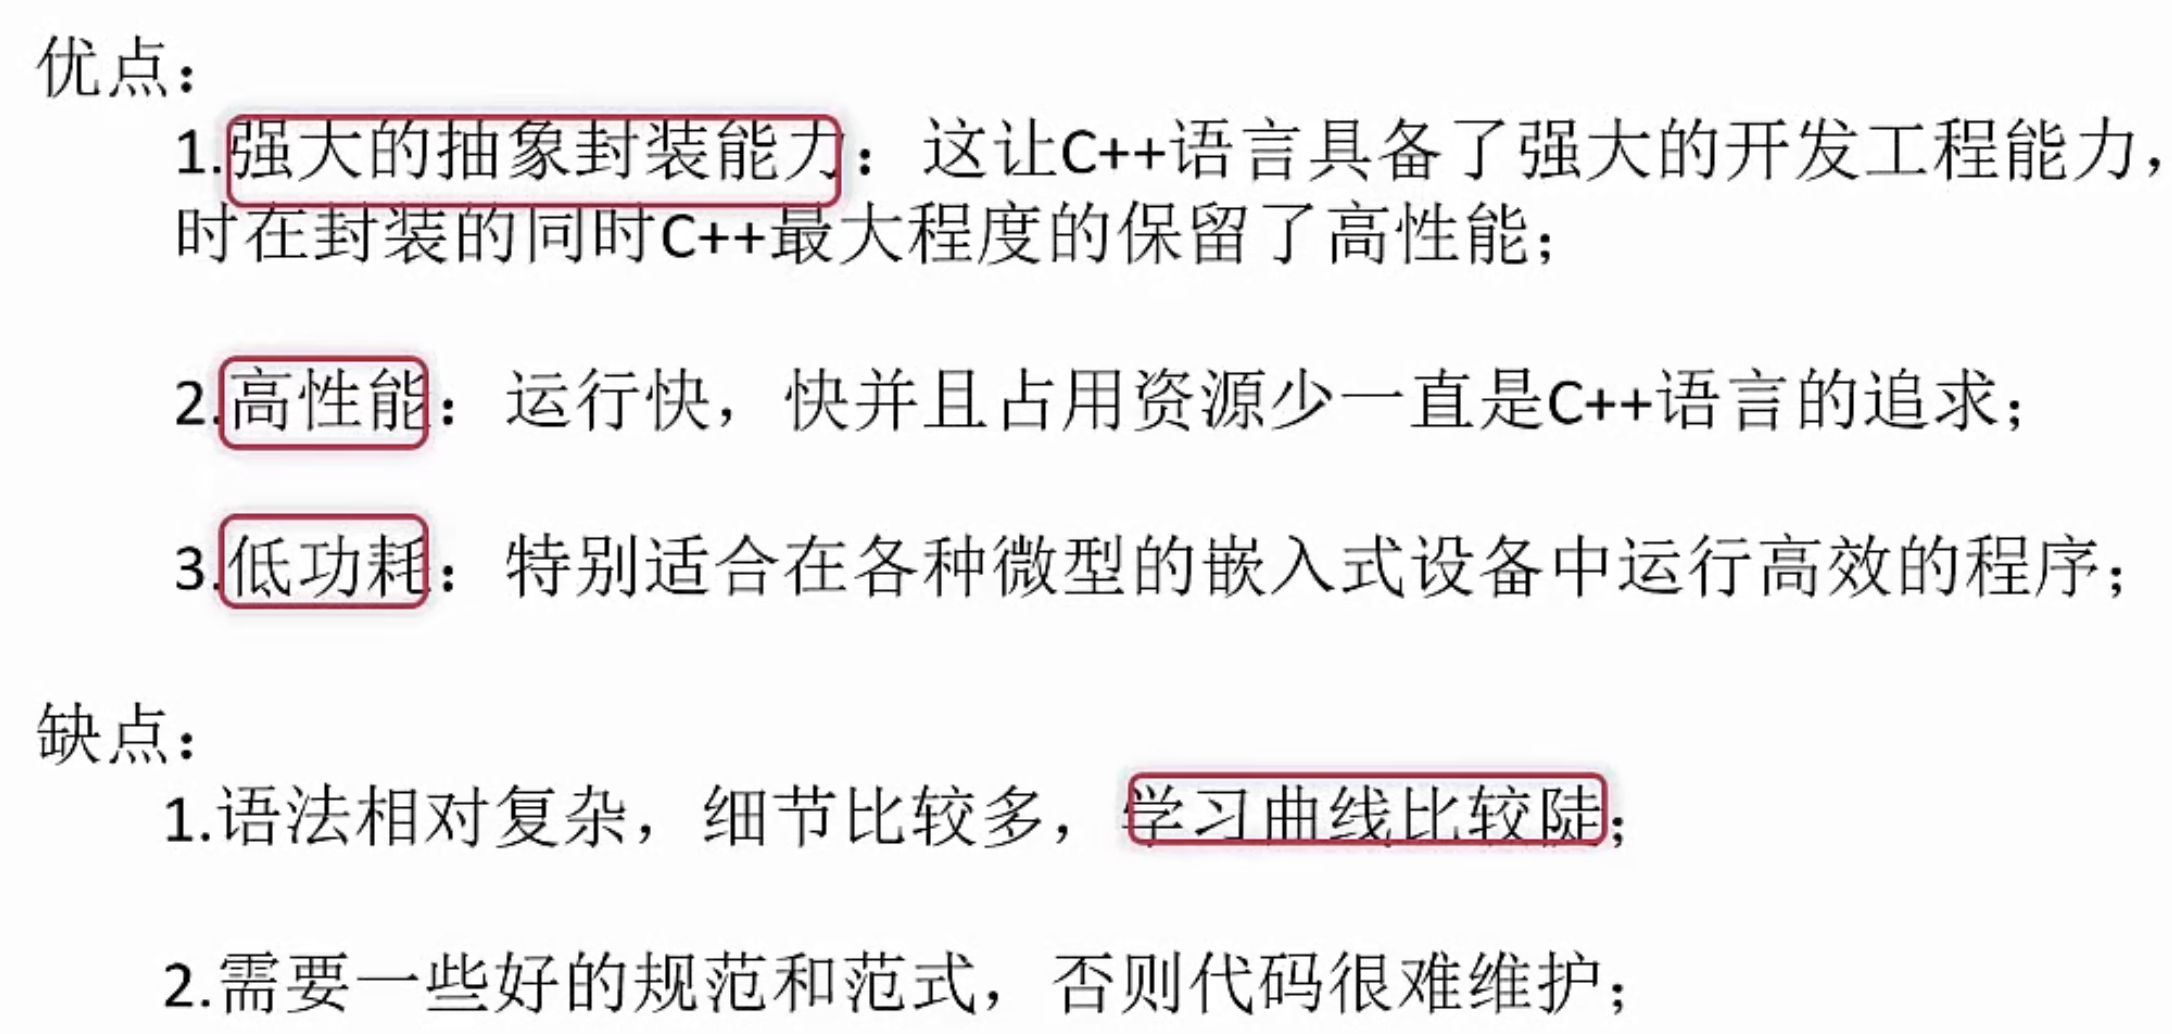 优点：
1.强大的抽象封装能力：这让C++语言具备了强大的开发工程能力，
时在封装的同时C++最大程度的保留了高性能；
2.高性能：运行快，快并且占用资源少一直是C++语言的追求；
3.低功耗：特别适合在各种微型的嵌入式设备中运行高效的程序；
缺点：
1.语法相对复杂，细节比较多，学习曲线比较陡；
2.需要一些好的规范和范式，否则代码很难维护；